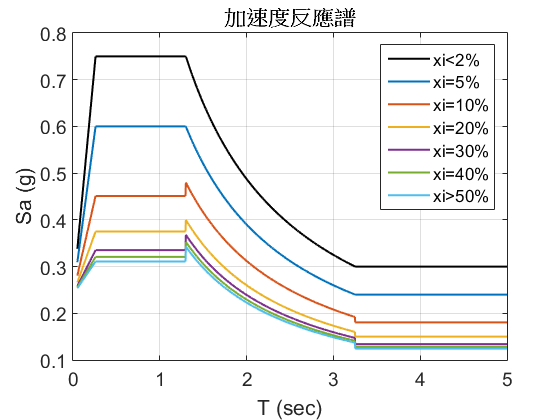 加速度反應譜
0.8
0.7
0.6
0.5
0.4
0.3
0.2
0.1
Sa (g)
xi<2%
xi=5%
xi=10%
xi=20%
xi=30%
xi=40%
xi>50%
0 1 2 3 4 5
T (sec)